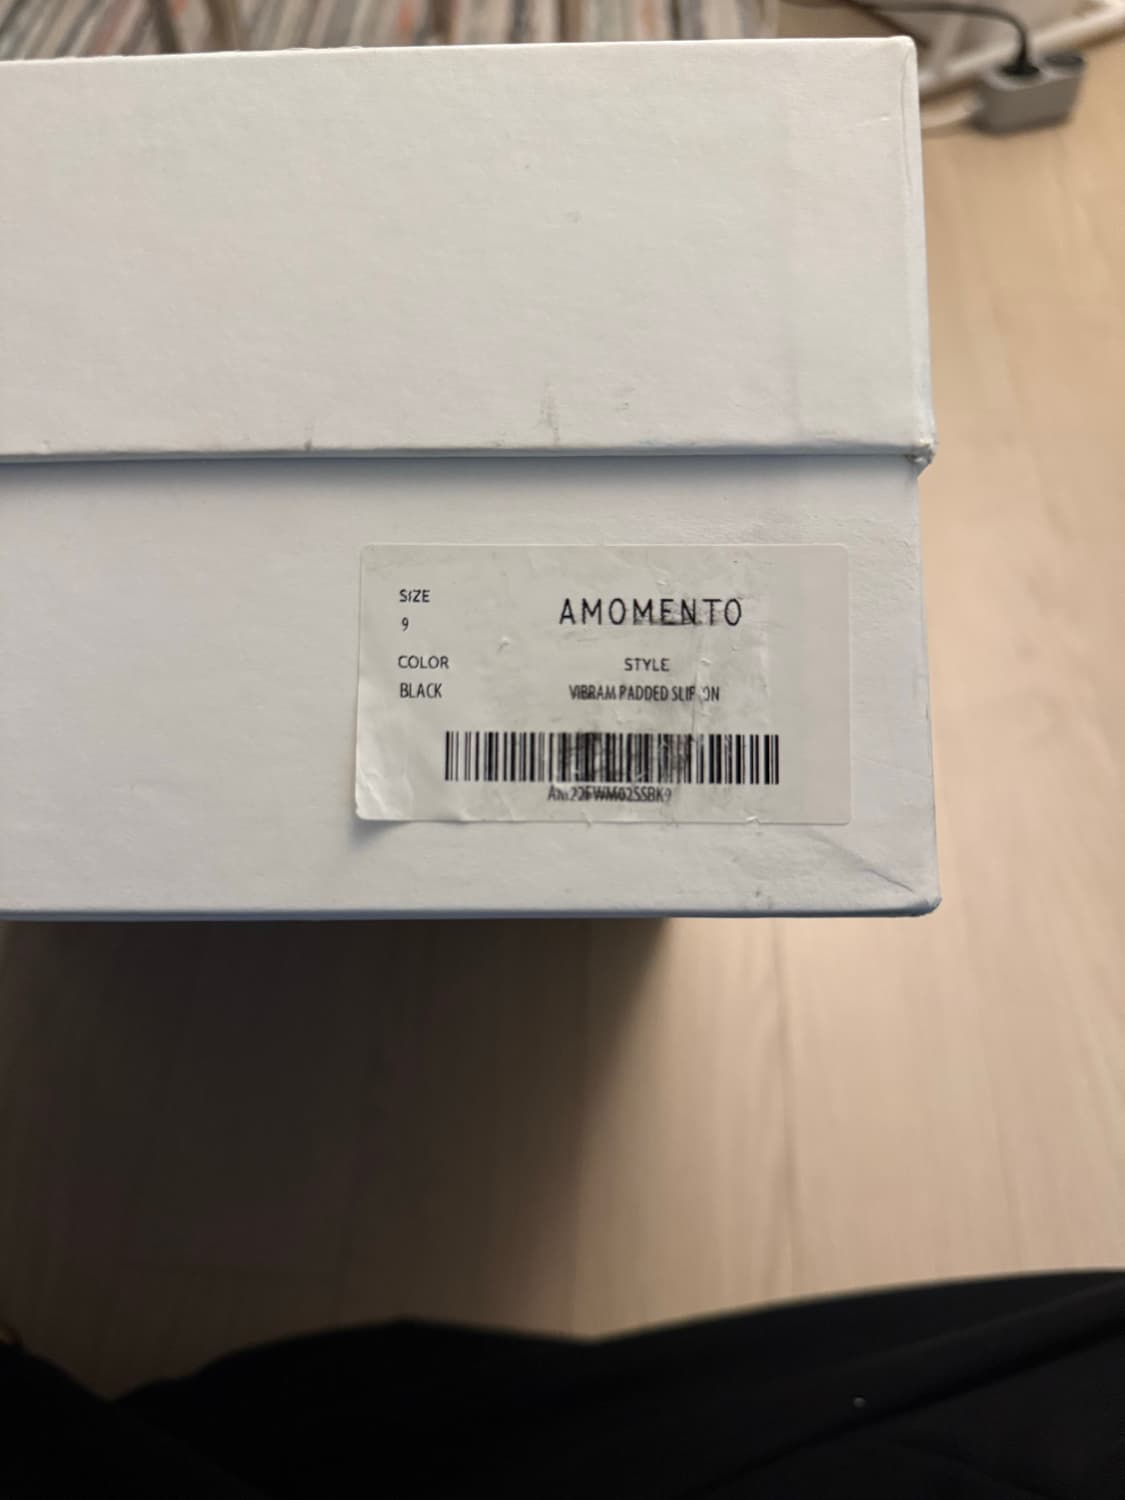 SIZE
9
COLOR
BLACK
AMOMENTO
STYLE
VIBRAM PADDED SLIP ON